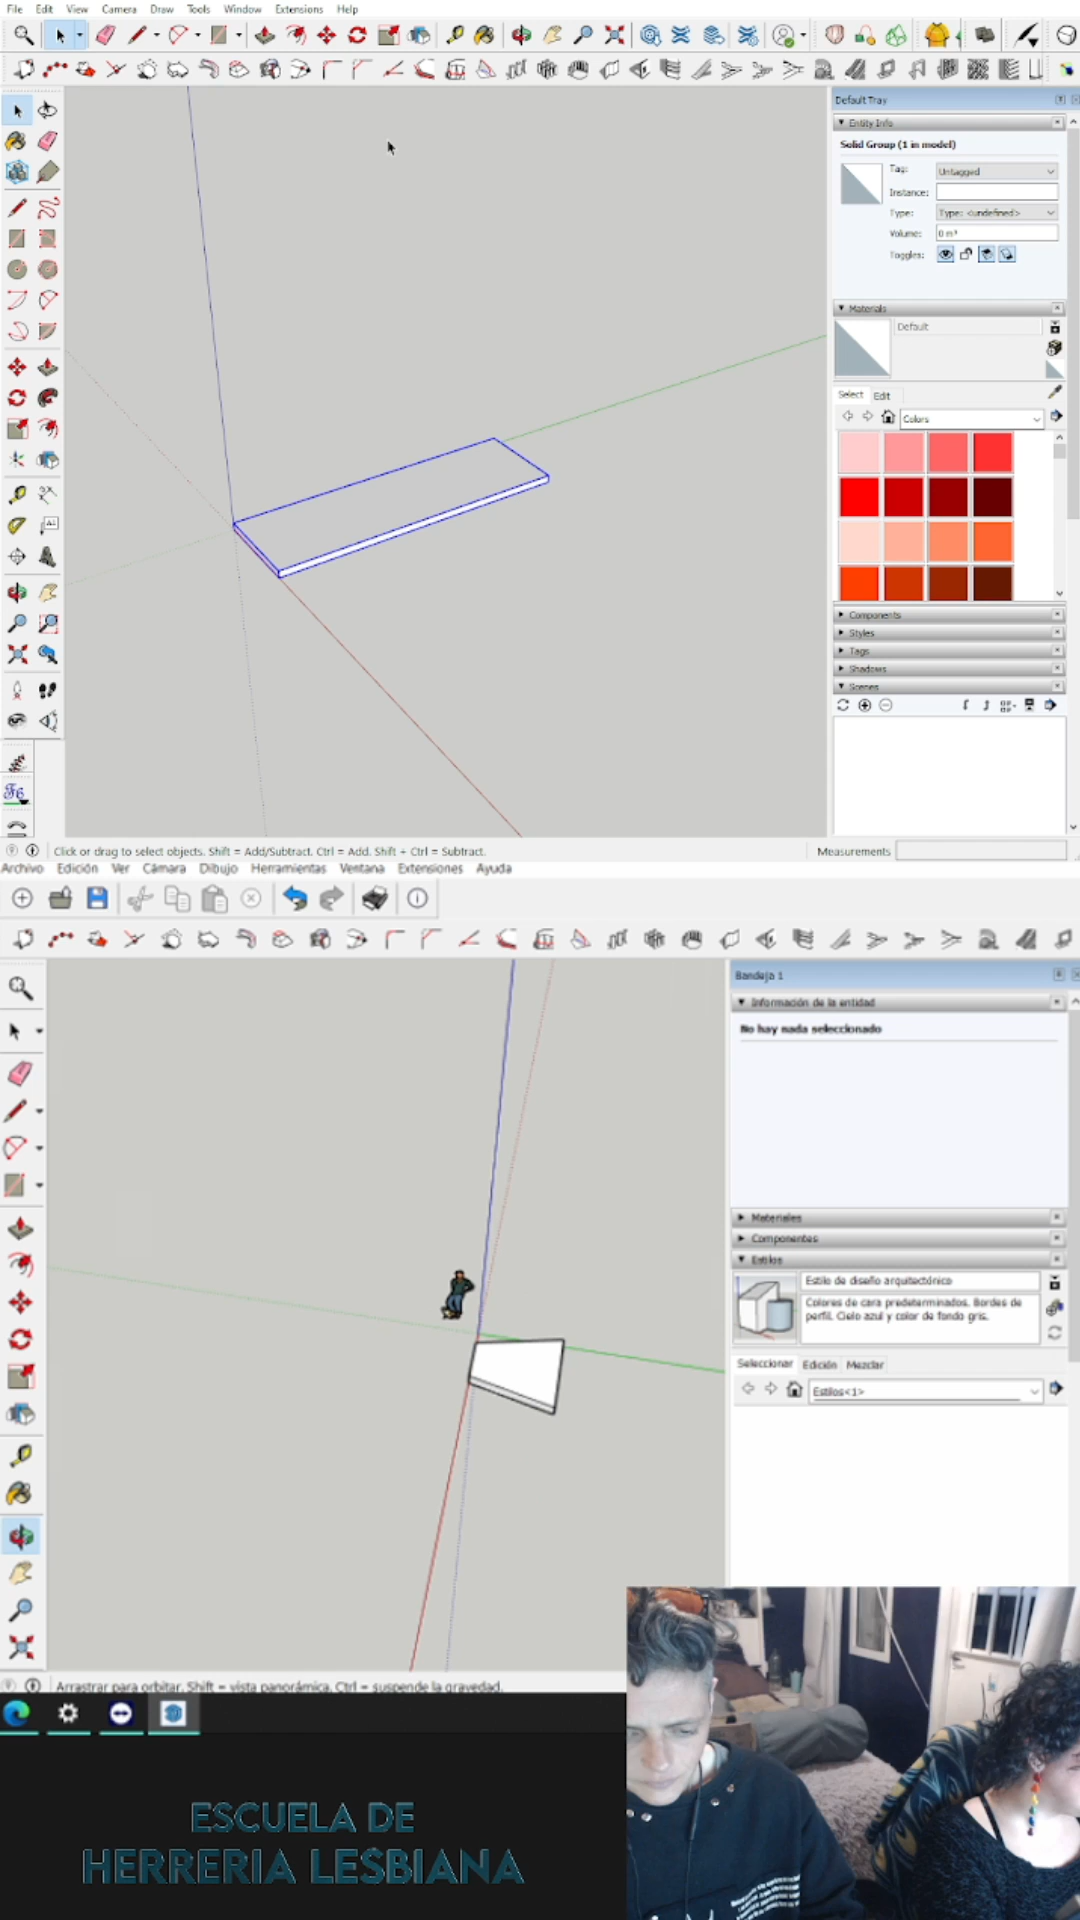 File Edit View Camera Draw Tools Window Extensions Help
Default Tray
Entity Info
Solid Group (1 in model)
Tag: Untagged
Instance:
Type: Type: <undefined>
Volume: 0 m³
Toggles:
Materials
Default
Select Edit
Colors
Components
Styles
Tags
Shadows
Scenes
Click or drag to select objects. Shift = Add/Subtract. Ctrl = Add. Shift + Ctrl = Subtract.
Measurements
Archivo Edición Ver Cámara Dibujo Herramientas Ventana Extensiones Ayuda
Bandeja 1
Información de la entidad
No hay nada seleccionado
Materiales
Componentes
Estilos
Estilo de diseño arquitectónico
Colores de cara predeterminados. Bordes de
perfil. Cielo azul y color de fondo gris.
Seleccionar Edición Mezclar
Estilos<1>
Arrastrar para orbitar. Shift = vista panorámica. Ctrl = suspende la gravedad.
ESCUELA DE
HERRERIA LESBIANA